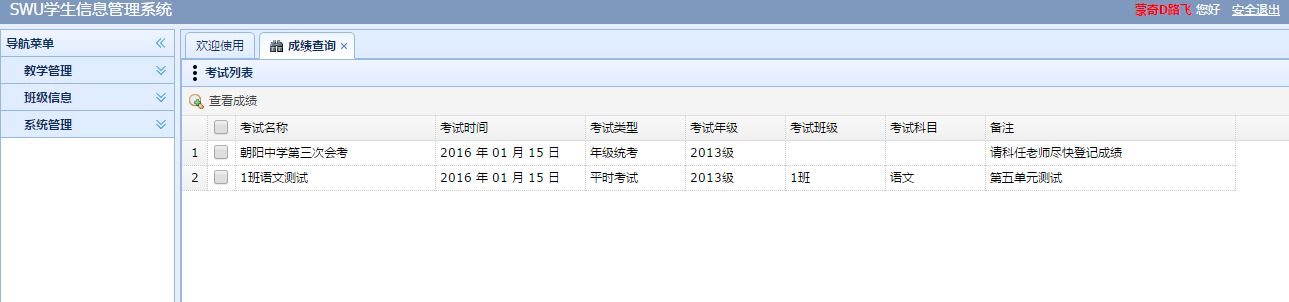 SWU学生信息管理系统
蒙奇D路飞 您好 安全退出
导航菜单
教学管理
班级信息
系统管理
欢迎使用 成绩查询
考试列表
查看成绩
考试名称 考试时间 考试类型 考试年级 考试班级 考试科目 备注
1 朝阳中学第三次会考 2016 年 01 月 15 日 年级统考 2013级 请科任老师尽快登记成绩
2 1班语文测试 2016 年 01 月 15 日 平时考试 2013级 1班 语文 第五单元测试